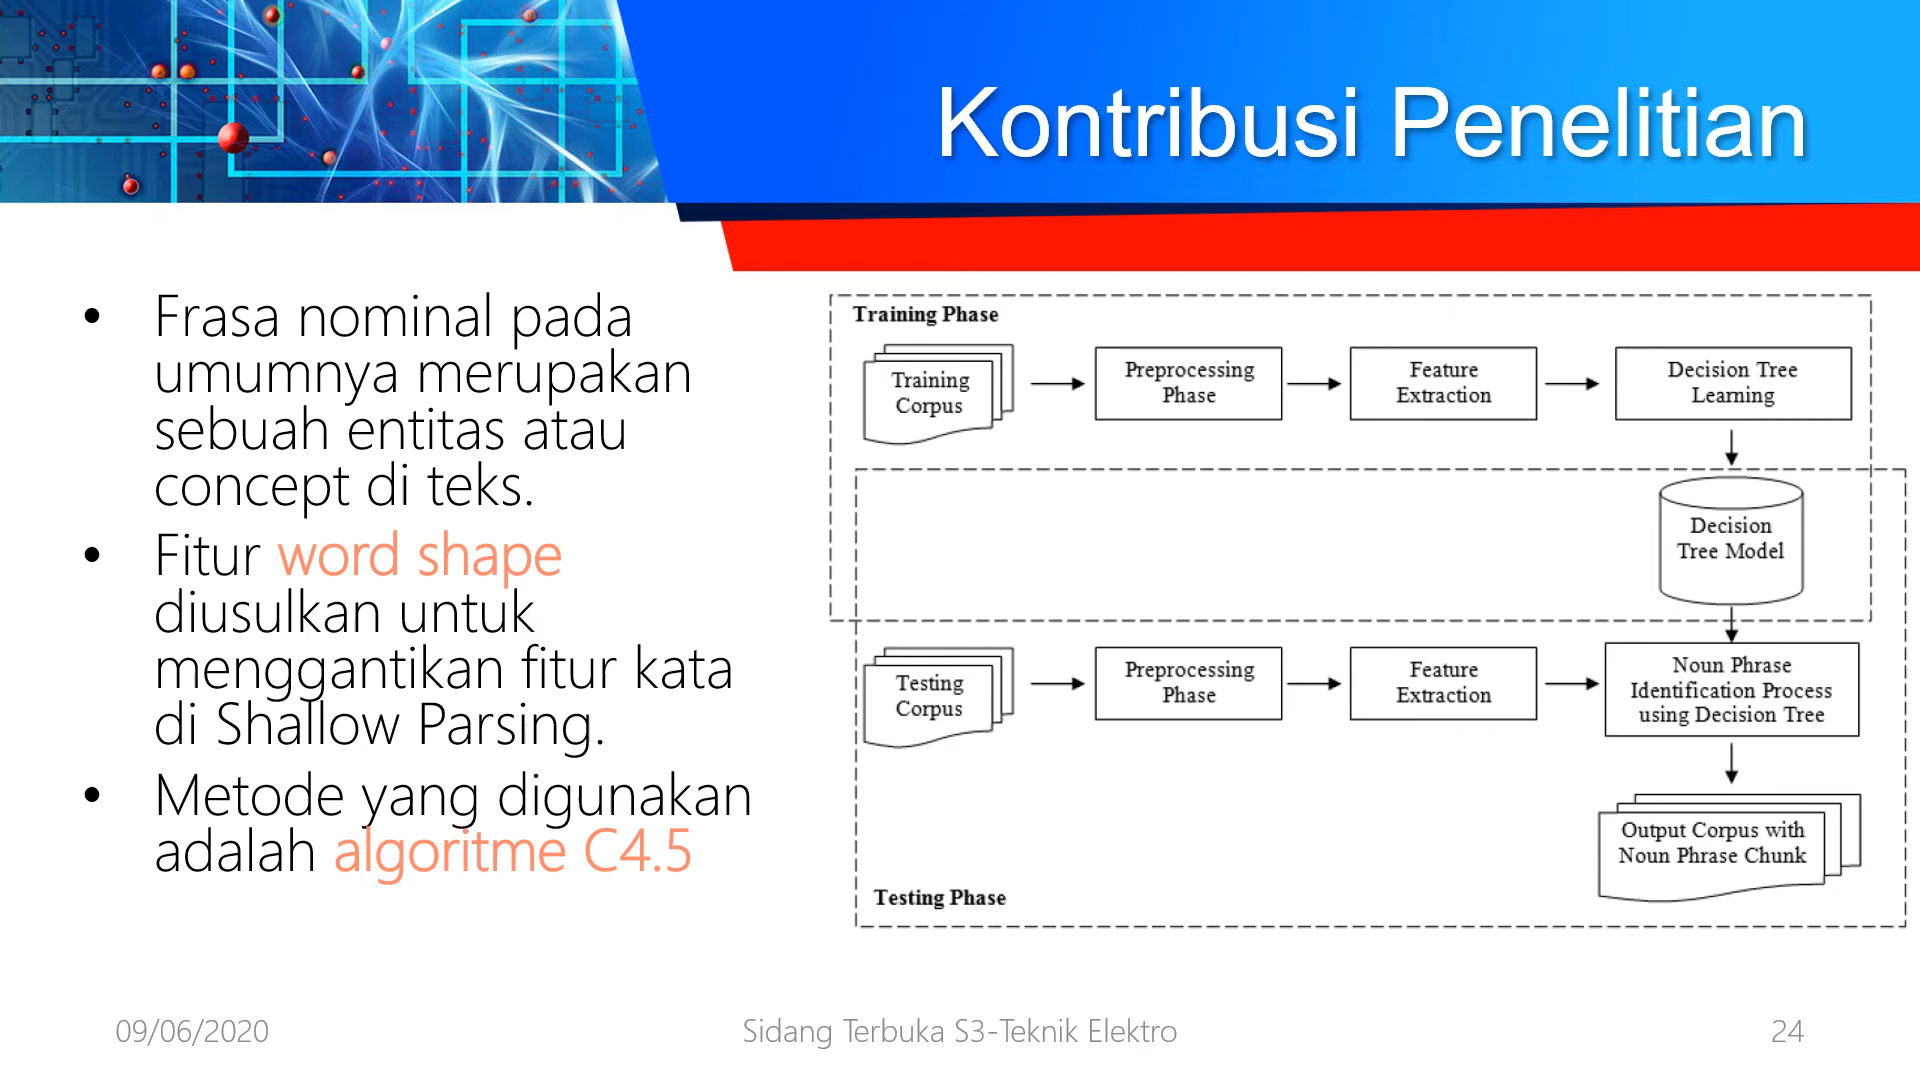 Kontribusi Penelitian
• Frasa nominal pada
umumnya merupakan
sebuah entitas atau
concept di teks.
• Fitur word shape
diusulkan untuk
menggantikan fitur kata
di Shallow Parsing.
• Metode yang digunakan
adalah algoritme C4.5
Training Phase
Training
Corpus
Preprocessing
Phase
Feature
Extraction
Decision Tree
Learning
Decision
Tree Model
Testing
Corpus
Preprocessing
Phase
Feature
Extraction
Noun Phrase
Identification Process
using Decision Tree
Output Corpus with
Noun Phrase Chunk
Testing Phase
09/06/2020
Sidang Terbuka S3-Teknik Elektro
24